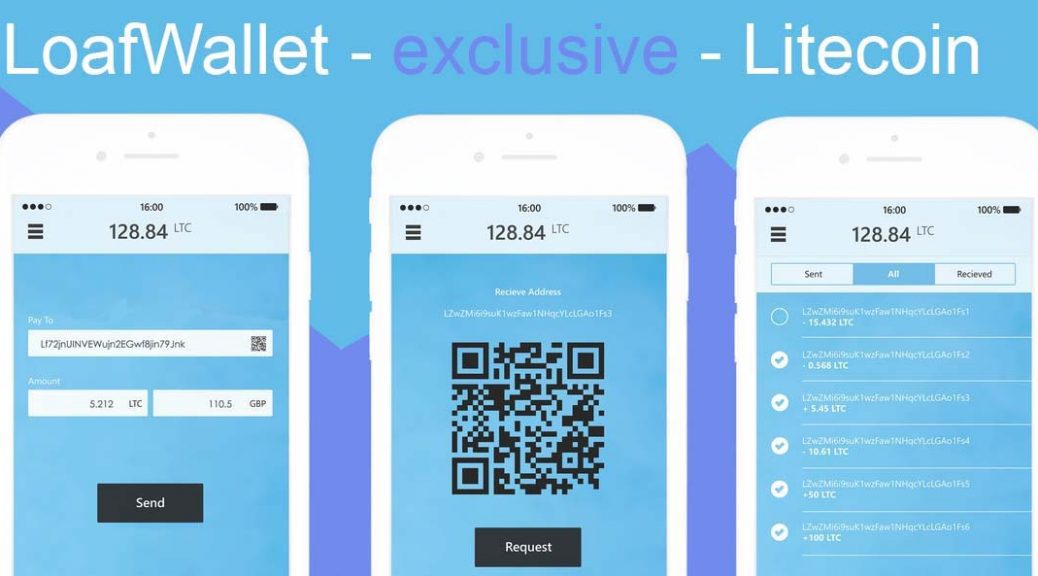 LoafWallet - exclusive - Litecoin
16:00 100%
128.84 LTC
Pay To
Lf72jnUINVEWujn2EGwf8jin79Jnk
Amount
5.212 LTC 110.5 GBP
Send
16:00 100%
128.84 LTC
Recieve Address
LZwZMi6i9suK1wzFaw1NHqcYLcLGAo1Fs3
Request
16:00 100%
128.84 LTC
Sent All Recieved
LZwZMi6i9suK1wzFaw1NHqcYLcLGAo1Fs1
- 15.432 LTC
LZwZMi6i9suK1wzFaw1NHqcYLcLGAo1Fs2
- 0.568 LTC
LZwZMi6i9suK1wzFaw1NHqcYLcLGAo1Fs3
+ 5.45 LTC
LZwZMi6i9suK1wzFaw1NHqcYLcLGAo1Fs4
- 10.61 LTC
LZwZMi6i9suK1wzFaw1NHqcYLcLGAo1Fs5
+50 LTC
LZwZMi6i9suK1wzFaw1NHqcYLcLGAo1Fs6
+100 LTC